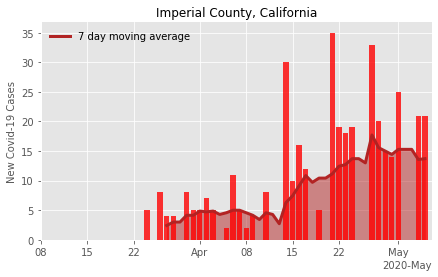 Imperial County, California
7 day moving average
New Covid-19 Cases
35
30
25
20
15
10
5
0
08 15 22 Apr 08 15 22 May
2020-May